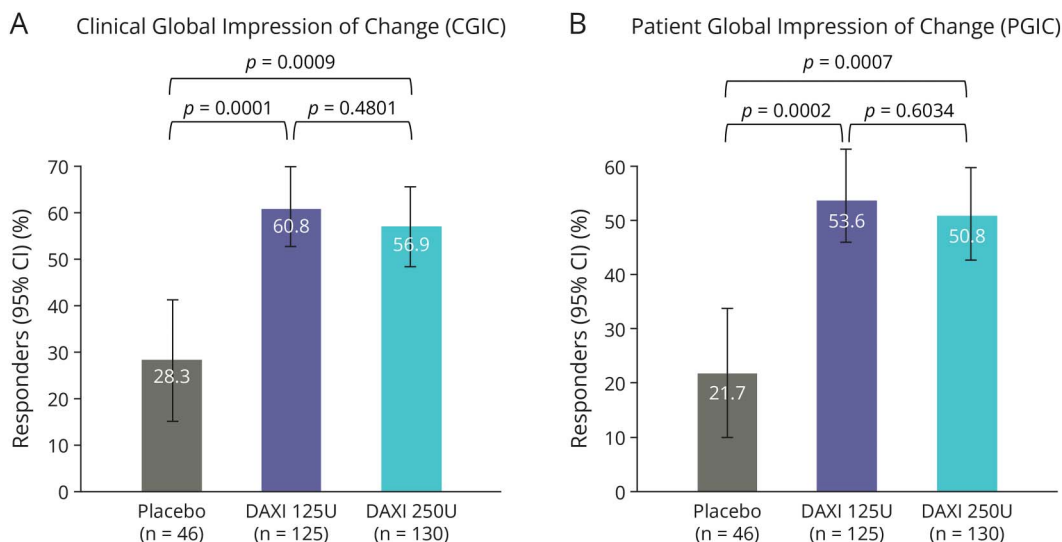 A Clinical Global Impression of Change (CGIC)
p = 0.0009
p = 0.0001
p = 0.4801
Responders (95% CI) (%)
70
60
50
40
30
20
10
0
28.3
60.8
56.9
Placebo
(n = 46)
DAXI 125U
(n = 125)
DAXI 250U
(n = 130)
B Patient Global Impression of Change (PGIC)
p = 0.0007
p = 0.0002
p = 0.6034
Responders (95% CI) (%)
60
50
40
30
20
10
0
21.7
53.6
50.8
Placebo
(n = 46)
DAXI 125U
(n = 125)
DAXI 250U
(n = 130)